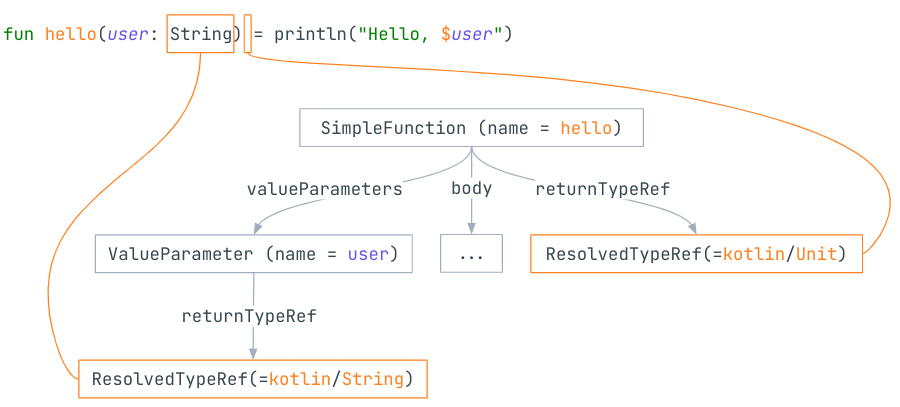 fun hello(user: String) = println("Hello, $user")
SimpleFunction (name = hello)
valueParameters body returnTypeRef
ValueParameter (name = user) ... ResolvedTypeRef(=kotlin/Unit)
returnTypeRef
ResolvedTypeRef(=kotlin/String)